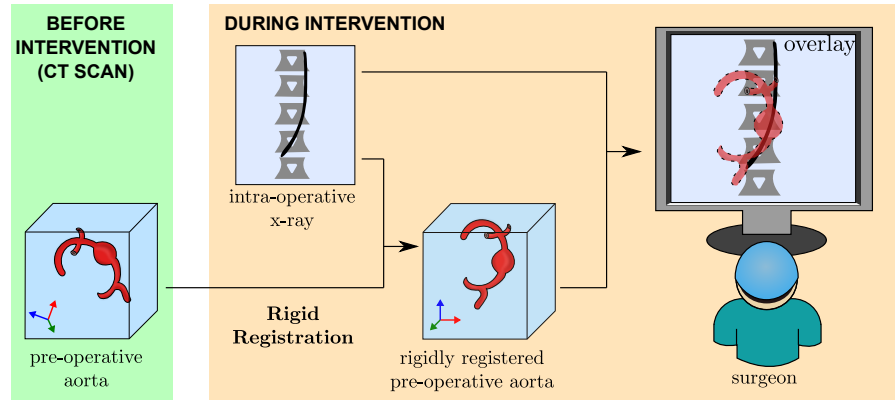 BEFORE
INTERVENTION
(CT SCAN)
pre-operative
aorta
DURING INTERVENTION
intra-operative
x-ray
Rigid
Registration
rigidly registered
pre-operative aorta
overlay
surgeon